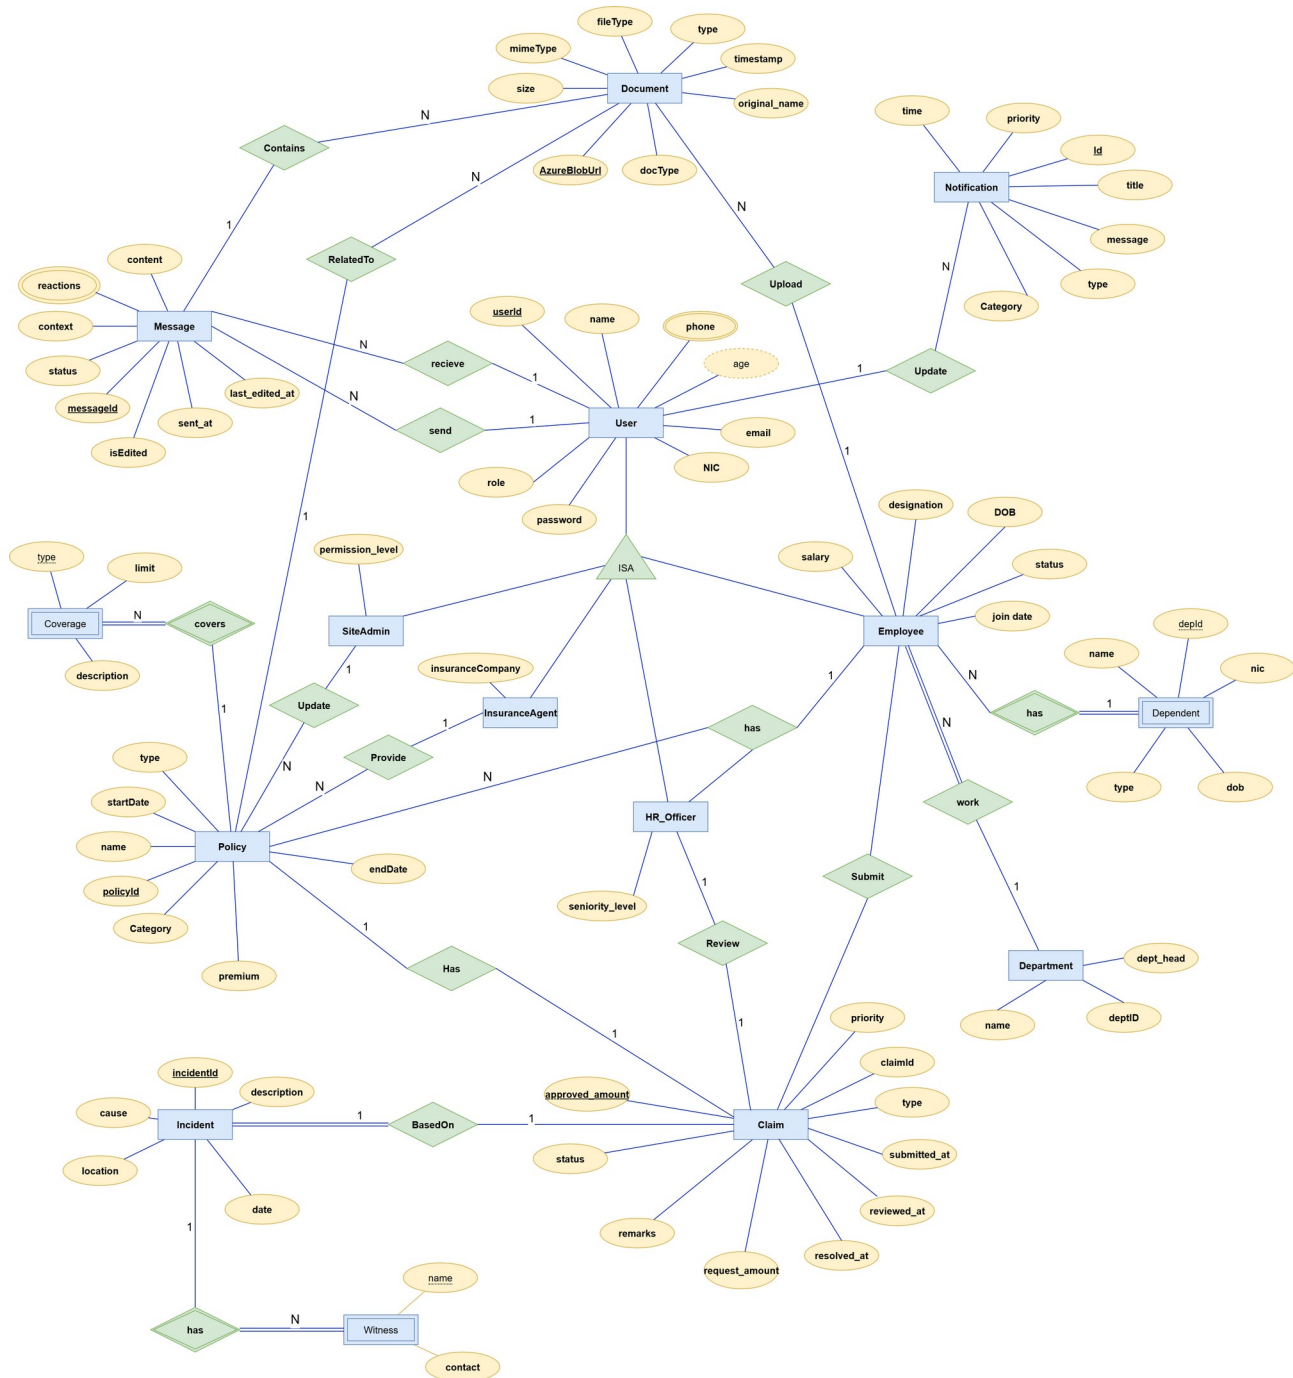 fileType
type
mimeType
timestamp
size
Document
original_name
N
time
priority
Contains
AzureBlobUrl
docType
Id
N
Notification
title
N
1
content
RelatedTo
message
reactions
Upload
N
type
Category
context
Message
userId
name
phone
N
recieve
age
1
Update
status
last_edited_at
1
messageId
N
sent_at
send
1
User
email
isEdited
NIC
1
role
password
designation
DOB
1
permission_level
type
limit
salary
status
ISA
N
covers
Coverage
SiteAdmin
Employee
join date
depId
name
nic
description
insuranceCompany
1
1
N
Update
InsuranceAgent
has
1
Dependent
1
1
has
N
type
Provide
N
N
N
type
dob
startDate
work
name
Policy
HR_Officer
endDate
policyId
Submit
Category
seniority_level
1
1
1
Review
premium
Has
Department
dept_head
name
deptID
priority
1
1
incidentId
claimId
description
approved_amount
type
cause
1
Incident
BasedOn
1
Claim
status
submitted_at
location
date
reviewed_at
1
remarks
resolved_at
request_amount
name
has
N
Witness
contact